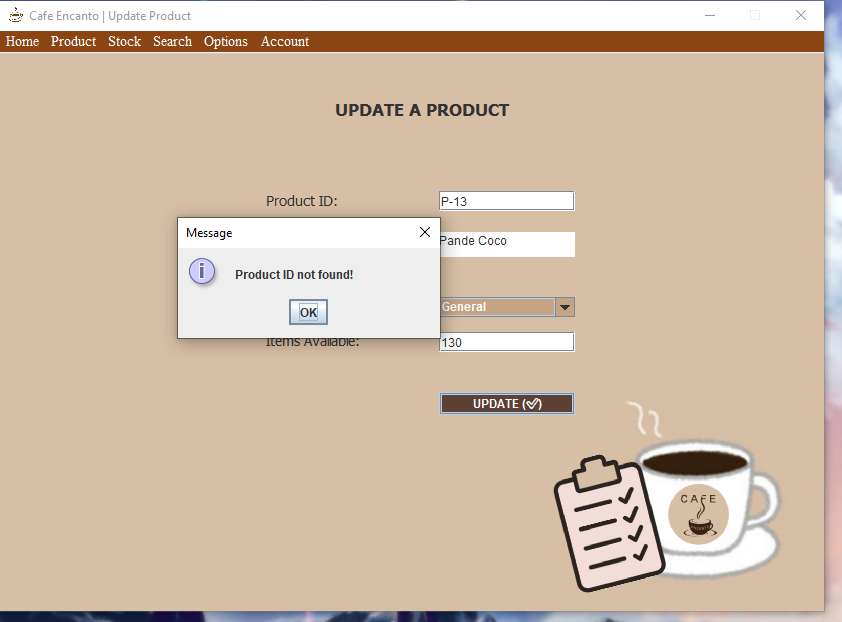 Cafe Encanto | Update Product
Home Product Stock Search Options Account
UPDATE A PRODUCT
Product ID:
P-13
Message
Pande Coco
Product ID not found!
OK
General
Items Available:
130
UPDATE (✓)
CAFE